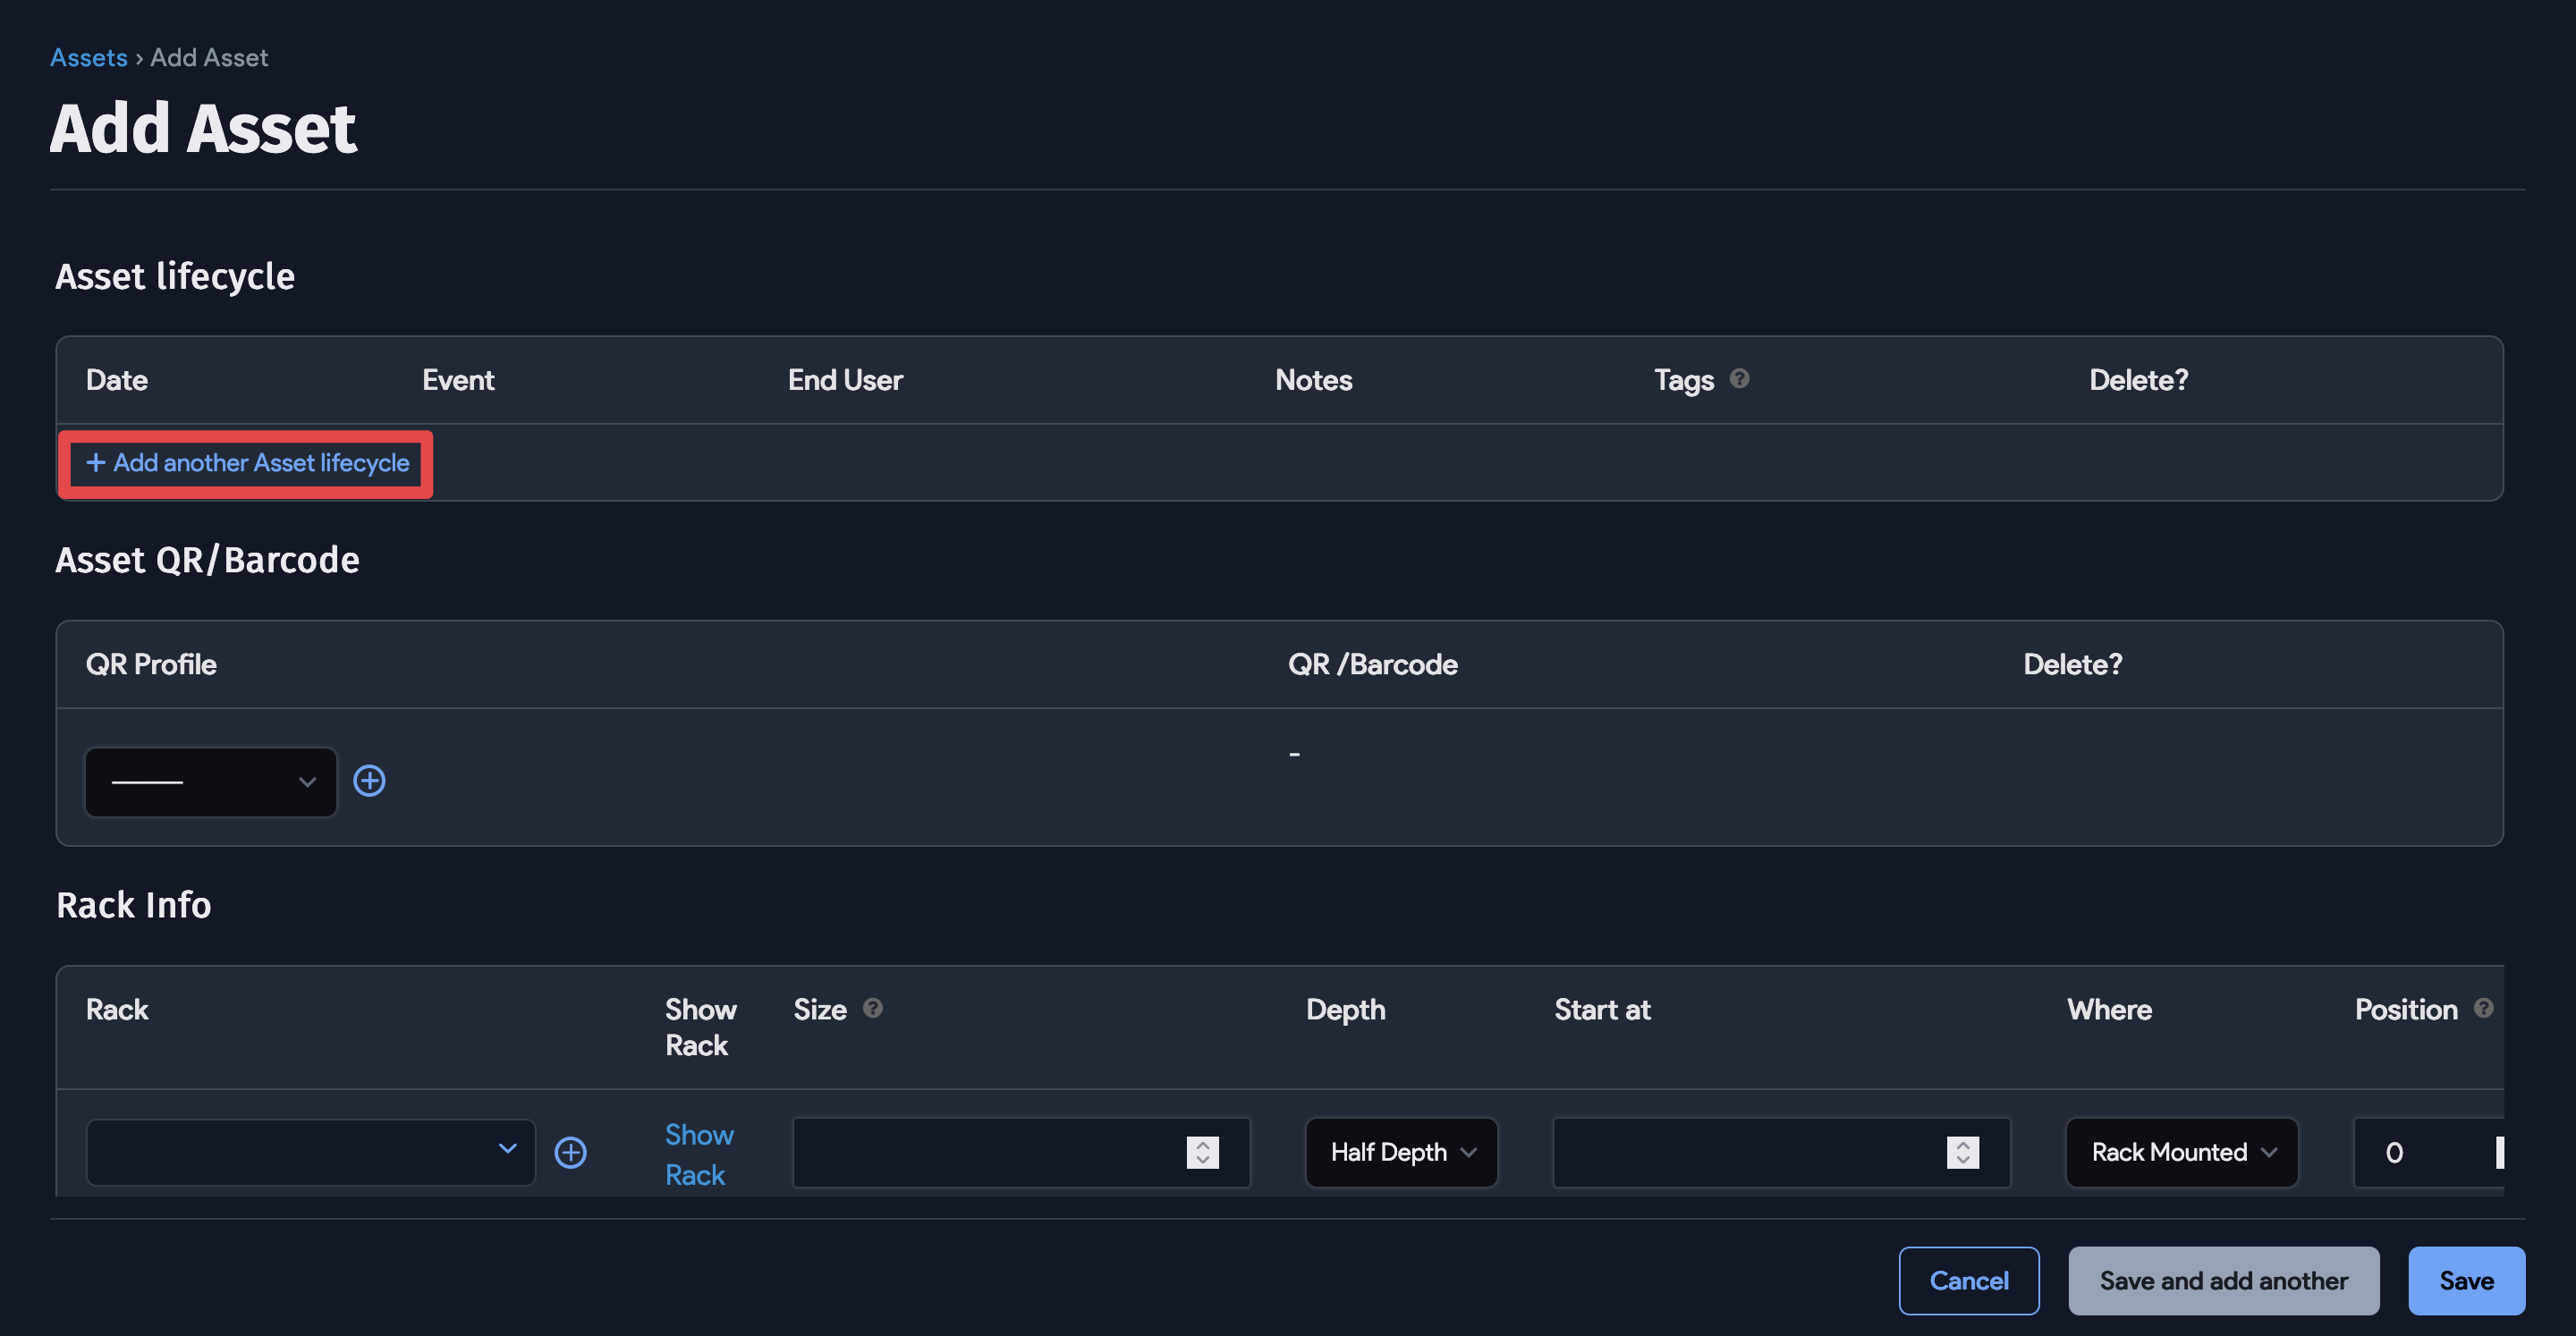 Assets › Add Asset
Add Asset
Asset lifecycle
Date Event End User Notes Tags Delete?
+ Add another Asset lifecycle
Asset QR/Barcode
QR Profile QR /Barcode Delete?
-
Rack Info
Rack Show Rack Size Depth Start at Where Position
Show Rack Half Depth Rack Mounted 0
Cancel Save and add another Save